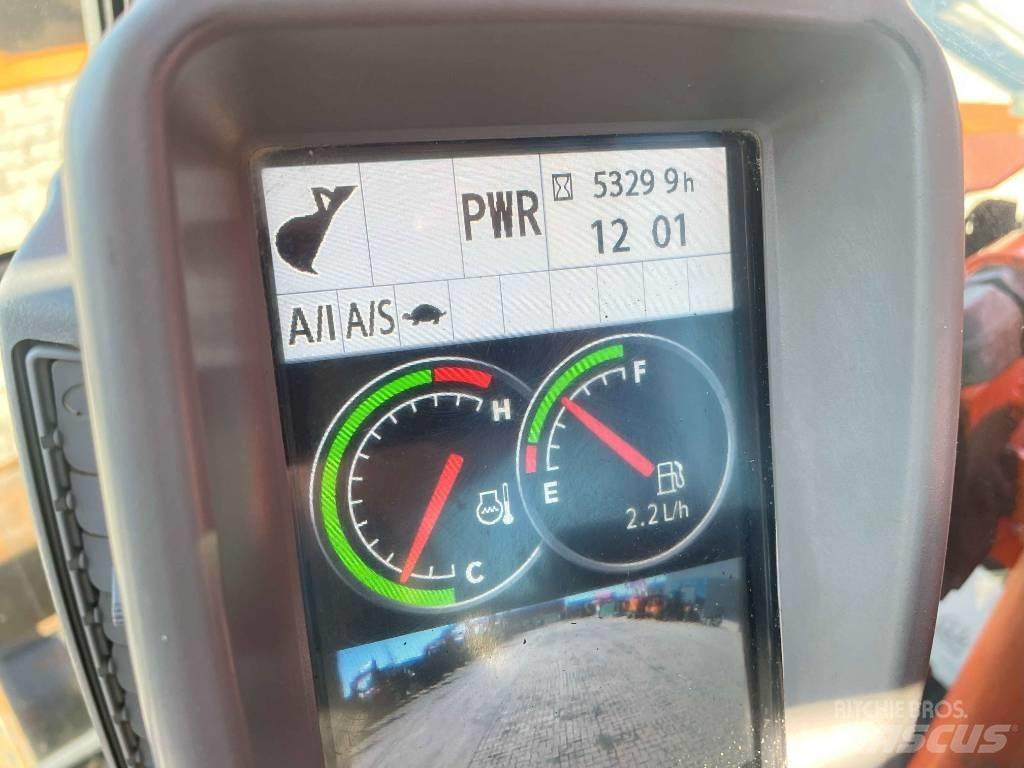 PWR
5329 9h
12 01
A/I A/S
H
F
E
2.2 L/h
C
RITCHIE BROS.
Mascus